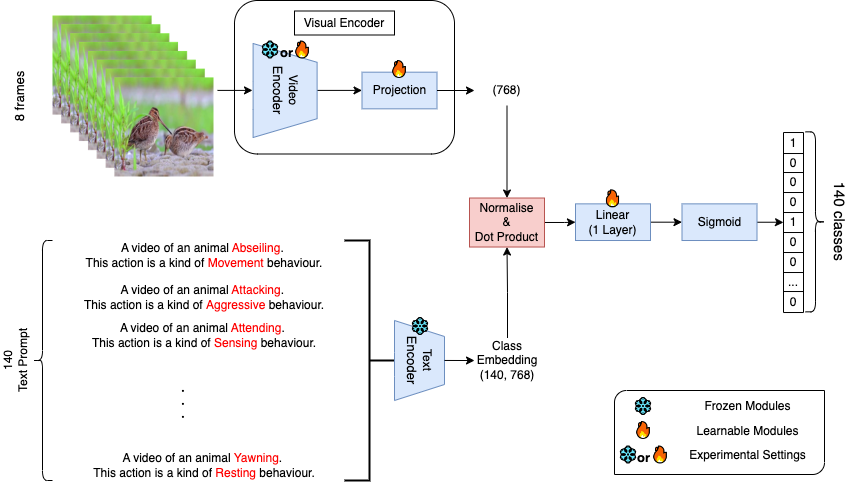 Visual Encoder
8 frames
or
Video
Encoder
Projection
(768)
Normalise
&
Dot Product
Linear
(1 Layer)
Sigmoid
1
0
0
0
1
0
0
...
0
140 classes
140
Text Prompt
A video of an animal Abseiling.
This action is a kind of Movement behaviour.
A video of an animal Attacking.
This action is a kind of Aggressive behaviour.
A video of an animal Attending.
This action is a kind of Sensing behaviour.
.
.
.
A video of an animal Yawning.
This action is a kind of Resting behaviour.
Text
Encoder
Class
Embedding
(140, 768)
Frozen Modules
Learnable Modules
or Experimental Settings